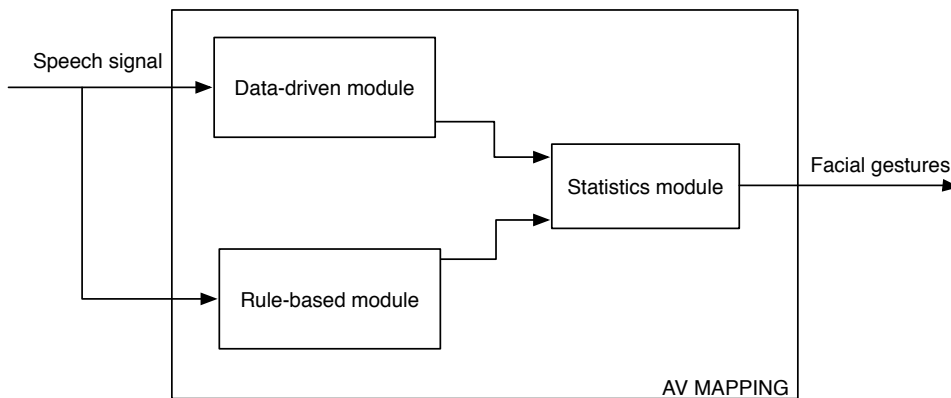 Speech signal
Data-driven module
Statistics module
Facial gestures
Rule-based module
AV MAPPING